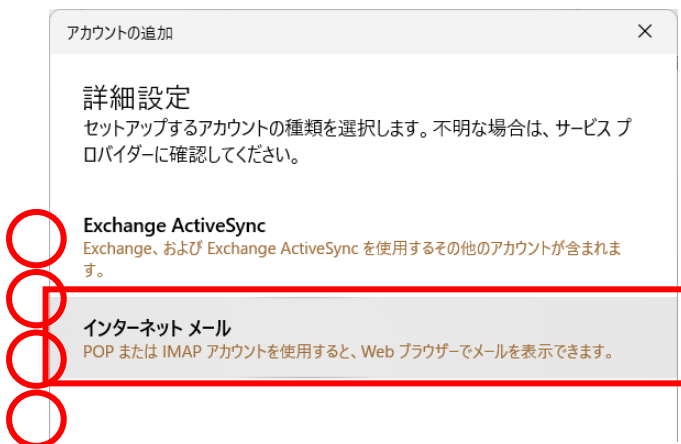 アカウントの追加
詳細設定
セットアップするアカウントの種類を選択します。不明な場合は、サービス プ
ロバイダーに確認してください。
Exchange ActiveSync
Exchange、および Exchange ActiveSync を使用するその他のアカウントが含まれま
す。
インターネット メール
POP または IMAP アカウントを使用すると、Web ブラウザーでメールを表示できます。